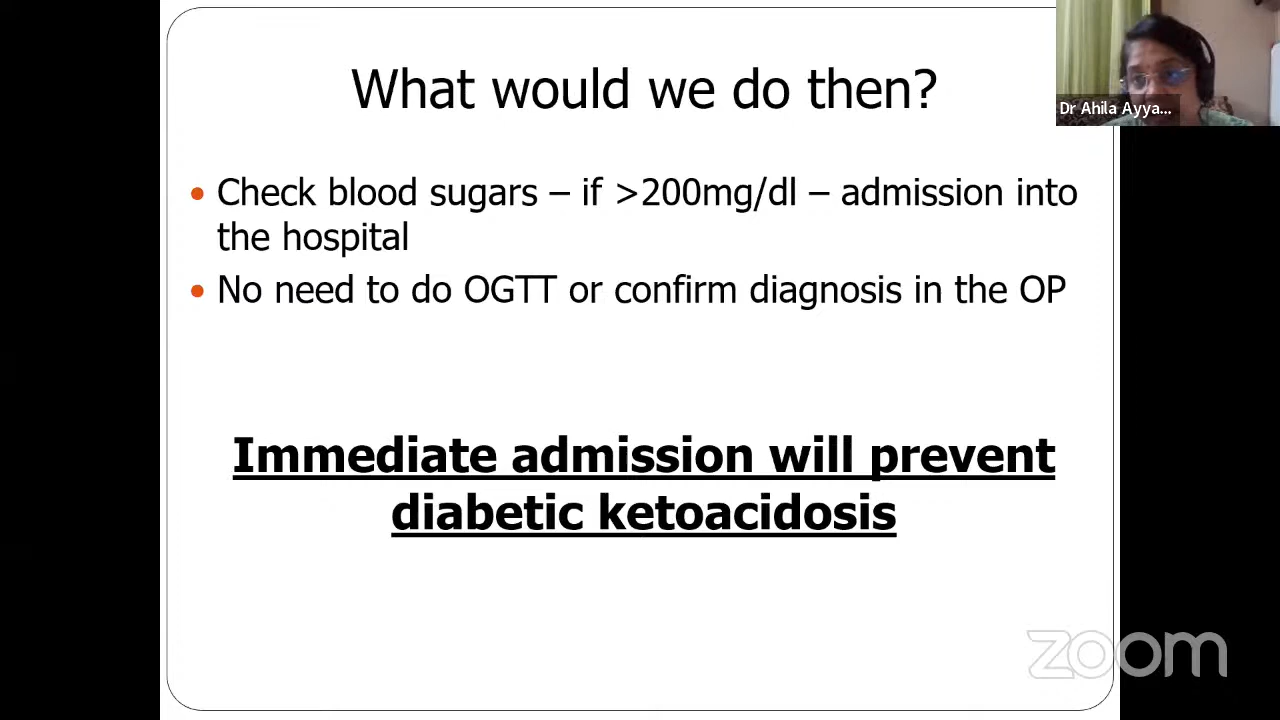 What would we do then?
Dr Ahila Ayya...
• Check blood sugars – if >200mg/dl – admission into
the hospital
• No need to do OGTT or confirm diagnosis in the OP
Immediate admission will prevent
diabetic ketoacidosis
zoom